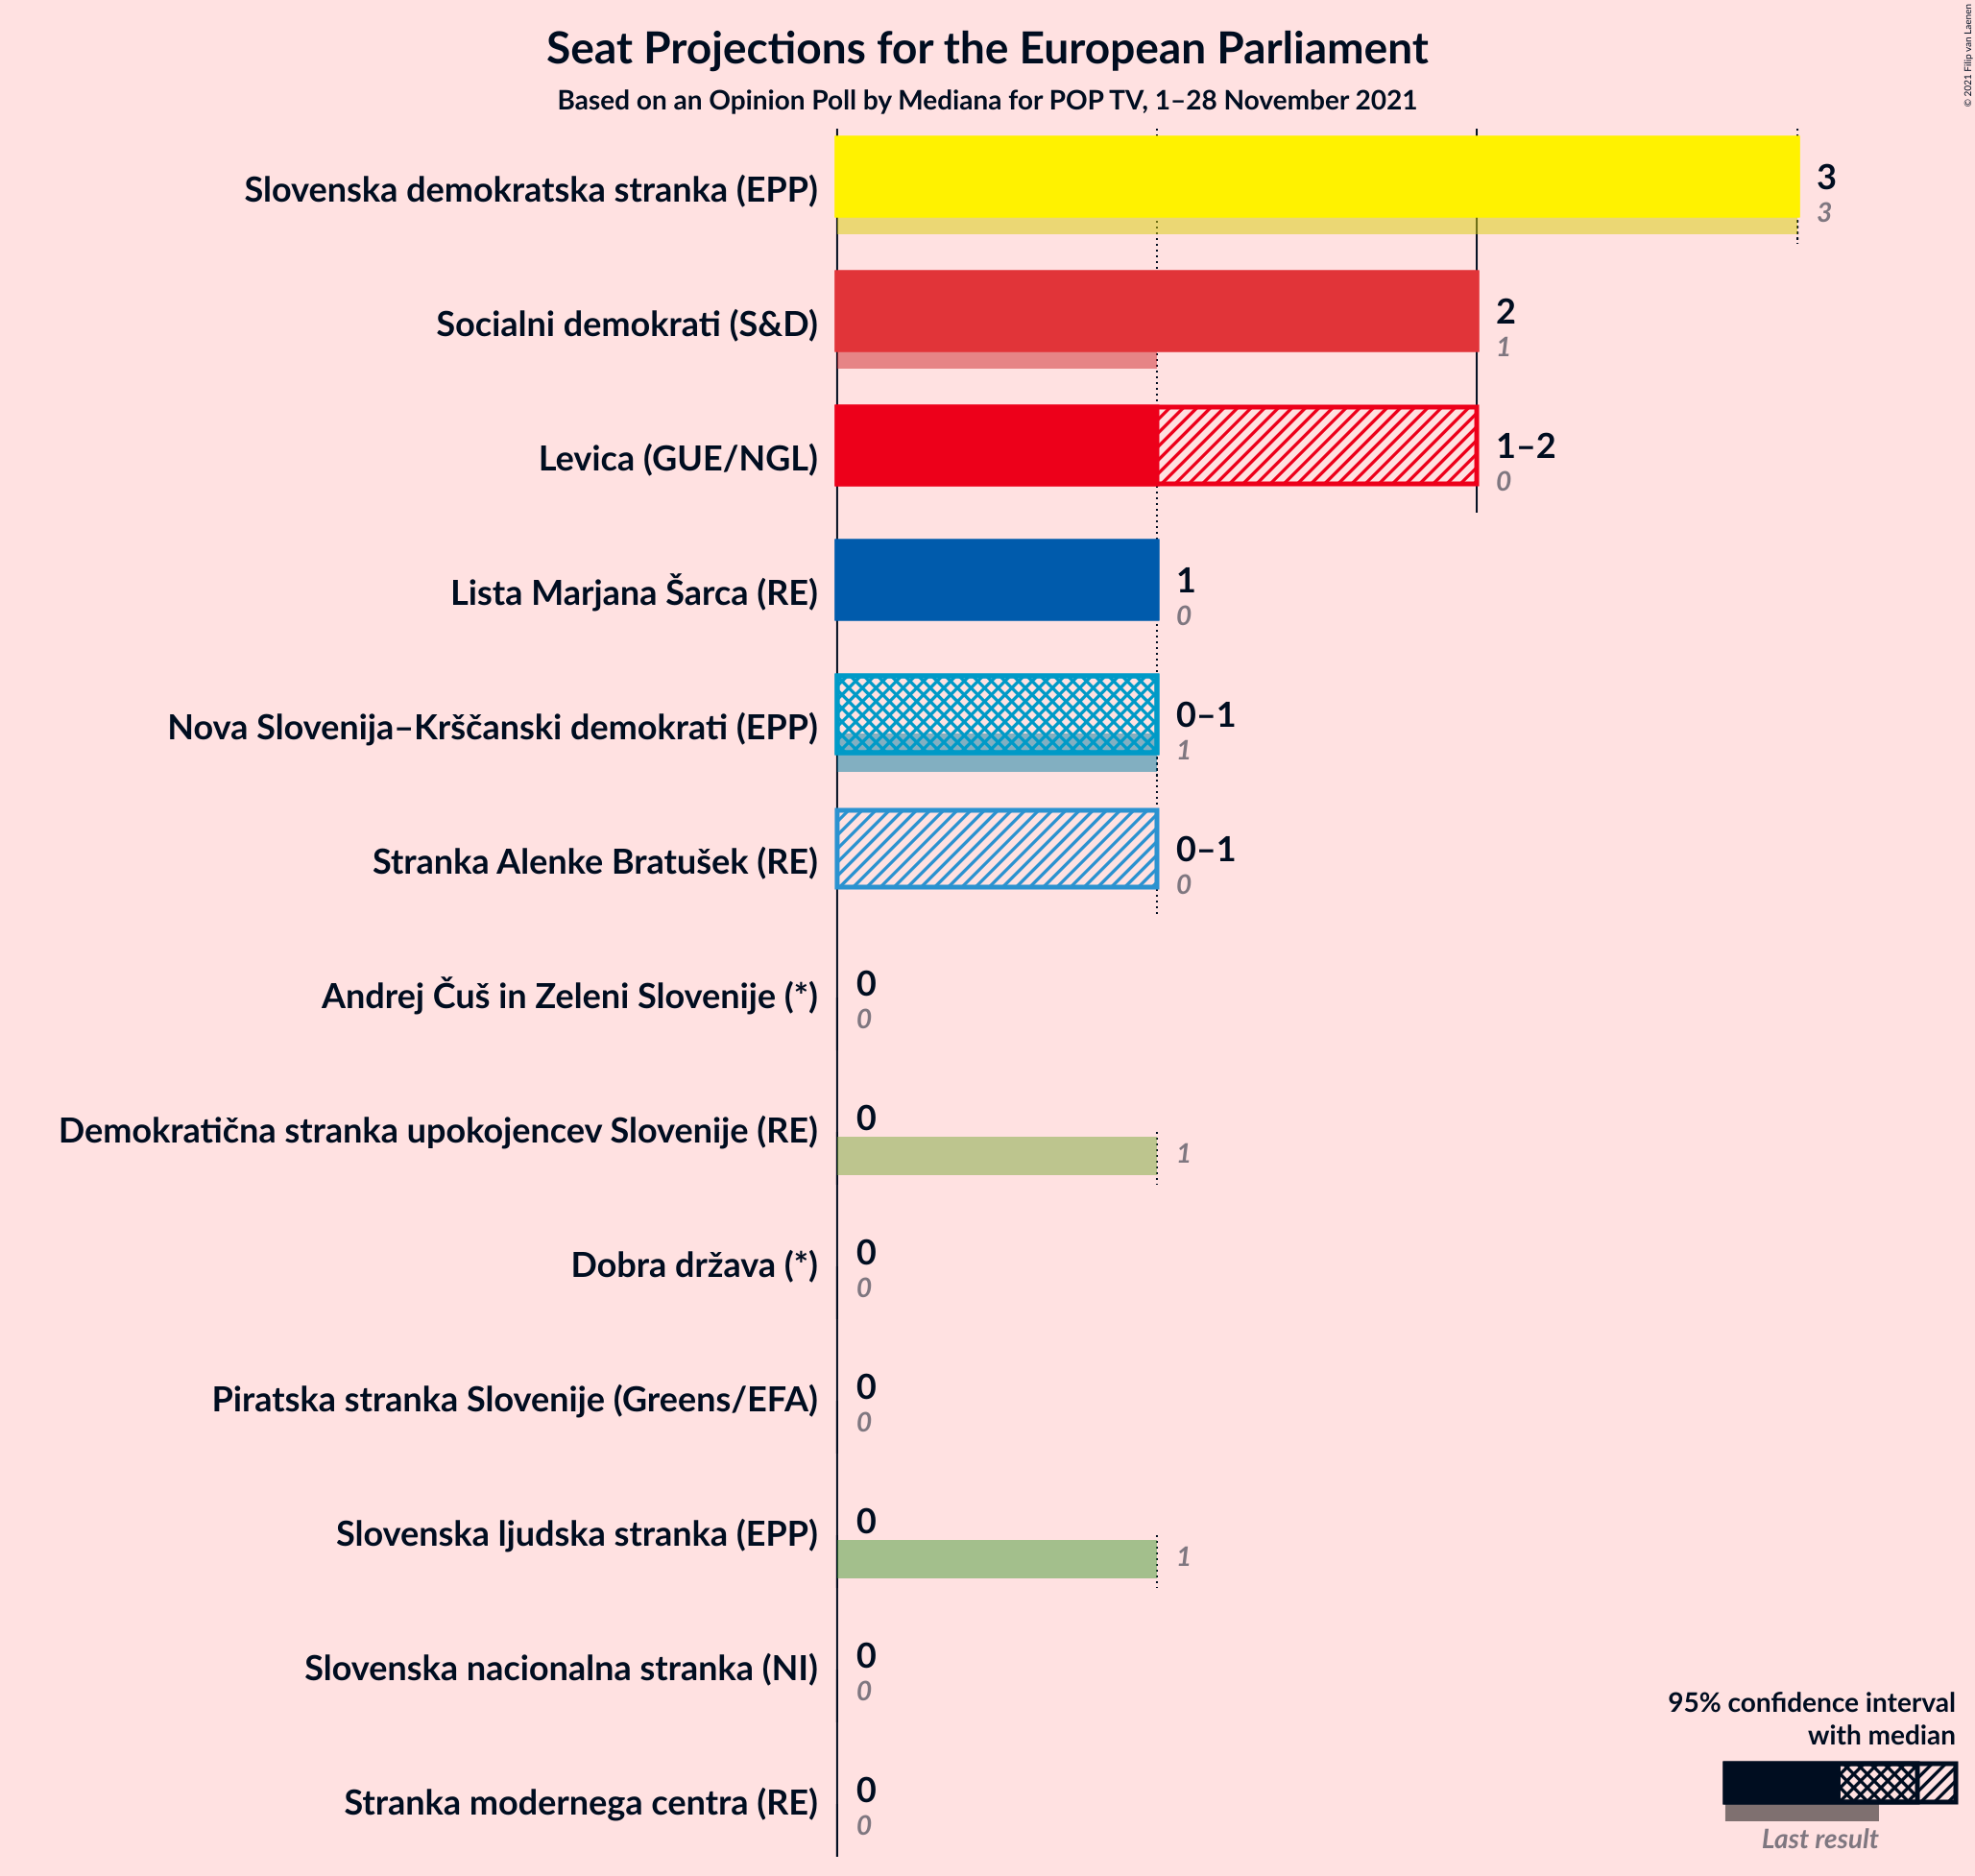 Seat Projections for the European Parliament
Based on an Opinion Poll by Mediana for POP TV, 1–28 November 2021
© 2021 Filip van Laenen
Slovenska demokratska stranka (EPP)
3
3
Socialni demokrati (S&D)
2
1
Levica (GUE/NGL)
1–2
0
Lista Marjana Šarca (RE)
1
0
Nova Slovenija–Krščanski demokrati (EPP)
0–1
1
Stranka Alenke Bratušek (RE)
0–1
0
Andrej Čuš in Zeleni Slovenije (*)
0
0
Demokratična stranka upokojencev Slovenije (RE)
0
1
Dobra država (*)
0
0
Piratska stranka Slovenije (Greens/EFA)
0
0
Slovenska ljudska stranka (EPP)
0
1
Slovenska nacionalna stranka (NI)
0
0
Stranka modernega centra (RE)
0
0
95% confidence interval
with median
Last result